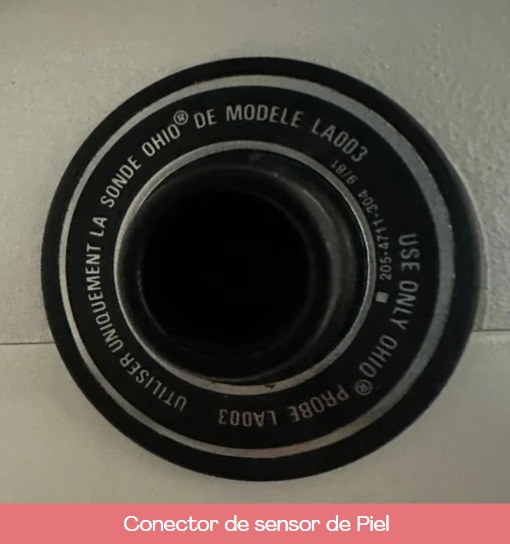 UTILISER UNIQUEMENT LA SONDE OHIO® DE MODELE LA003
USE ONLY OHIO® PROBE LA003
205-4711-304 9/81
Conector de sensor de Piel